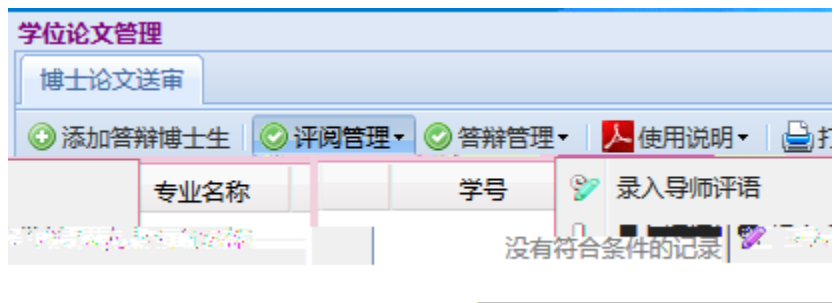 学位论文管理
博士论文送审
添加答辩博士生 评阅管理 答辩管理 使用说明
专业名称 学号 录入导师评语
没有符合条件的记录